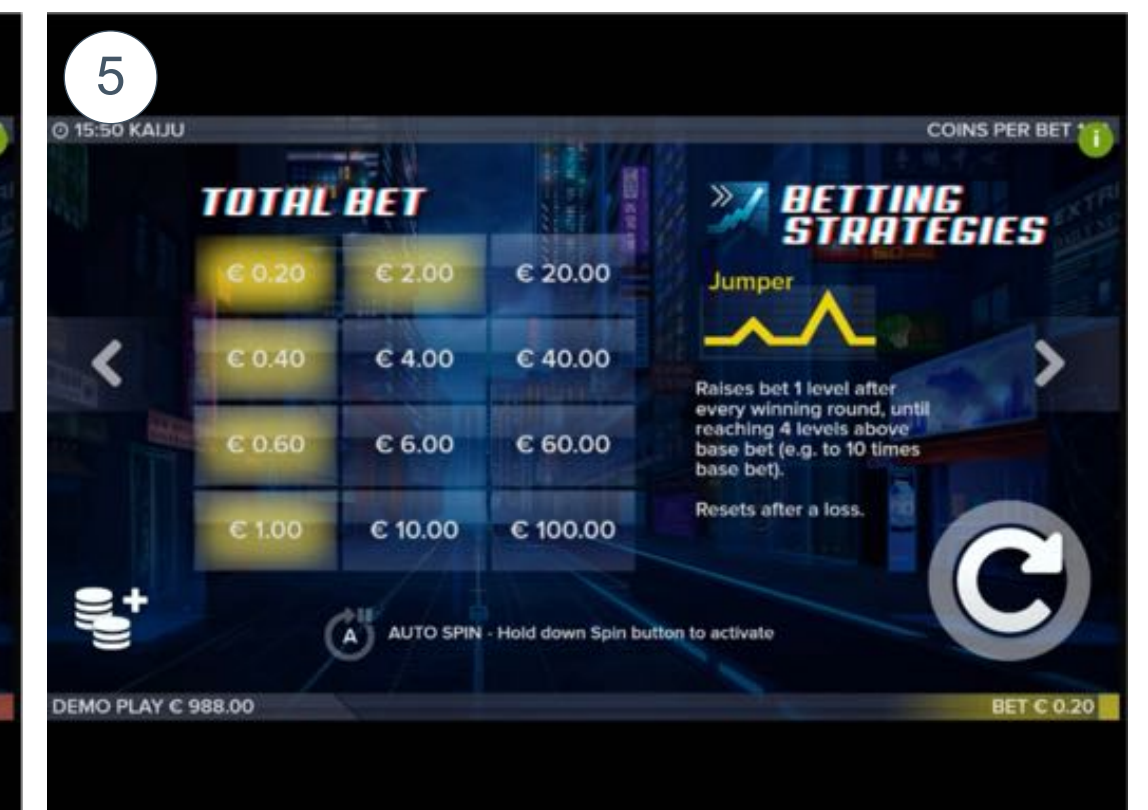 5
15:50 KAIJU
COINS PER BET
TOTAL BET
BETTING
STRATEGIES
€ 0.20 € 2.00 € 20.00
Jumper
€ 0.40 € 4.00 € 40.00
Raises bet 1 level after
every winning round, until
reaching 4 levels above
base bet (e.g. to 10 times
base bet).
€ 0.60 € 6.00 € 60.00
Resets after a loss.
€ 1.00 € 10.00 € 100.00
A AUTO SPIN - Hold down Spin button to activate
DEMO PLAY € 988.00
BET € 0.20